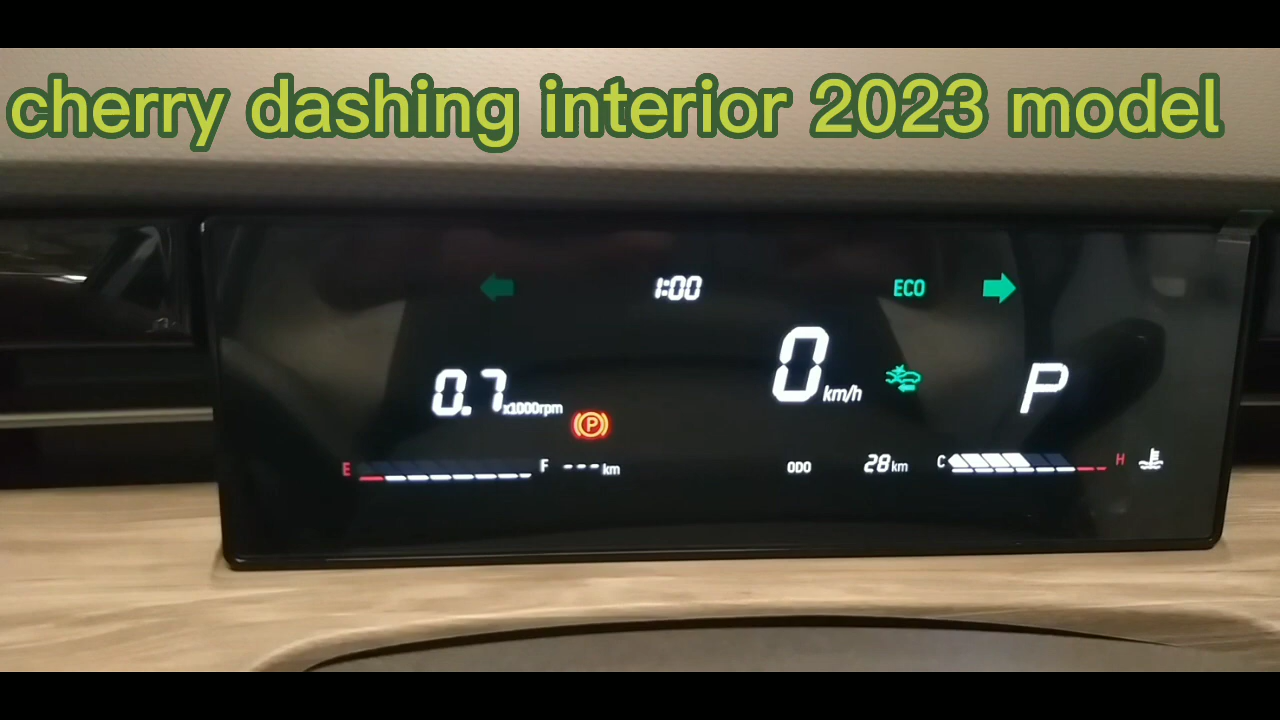 cherry dashing interior 2023 model
1:00 ECO
0.7 x1000rpm P 0 km/h P
E F --- km ODO 28 km C H